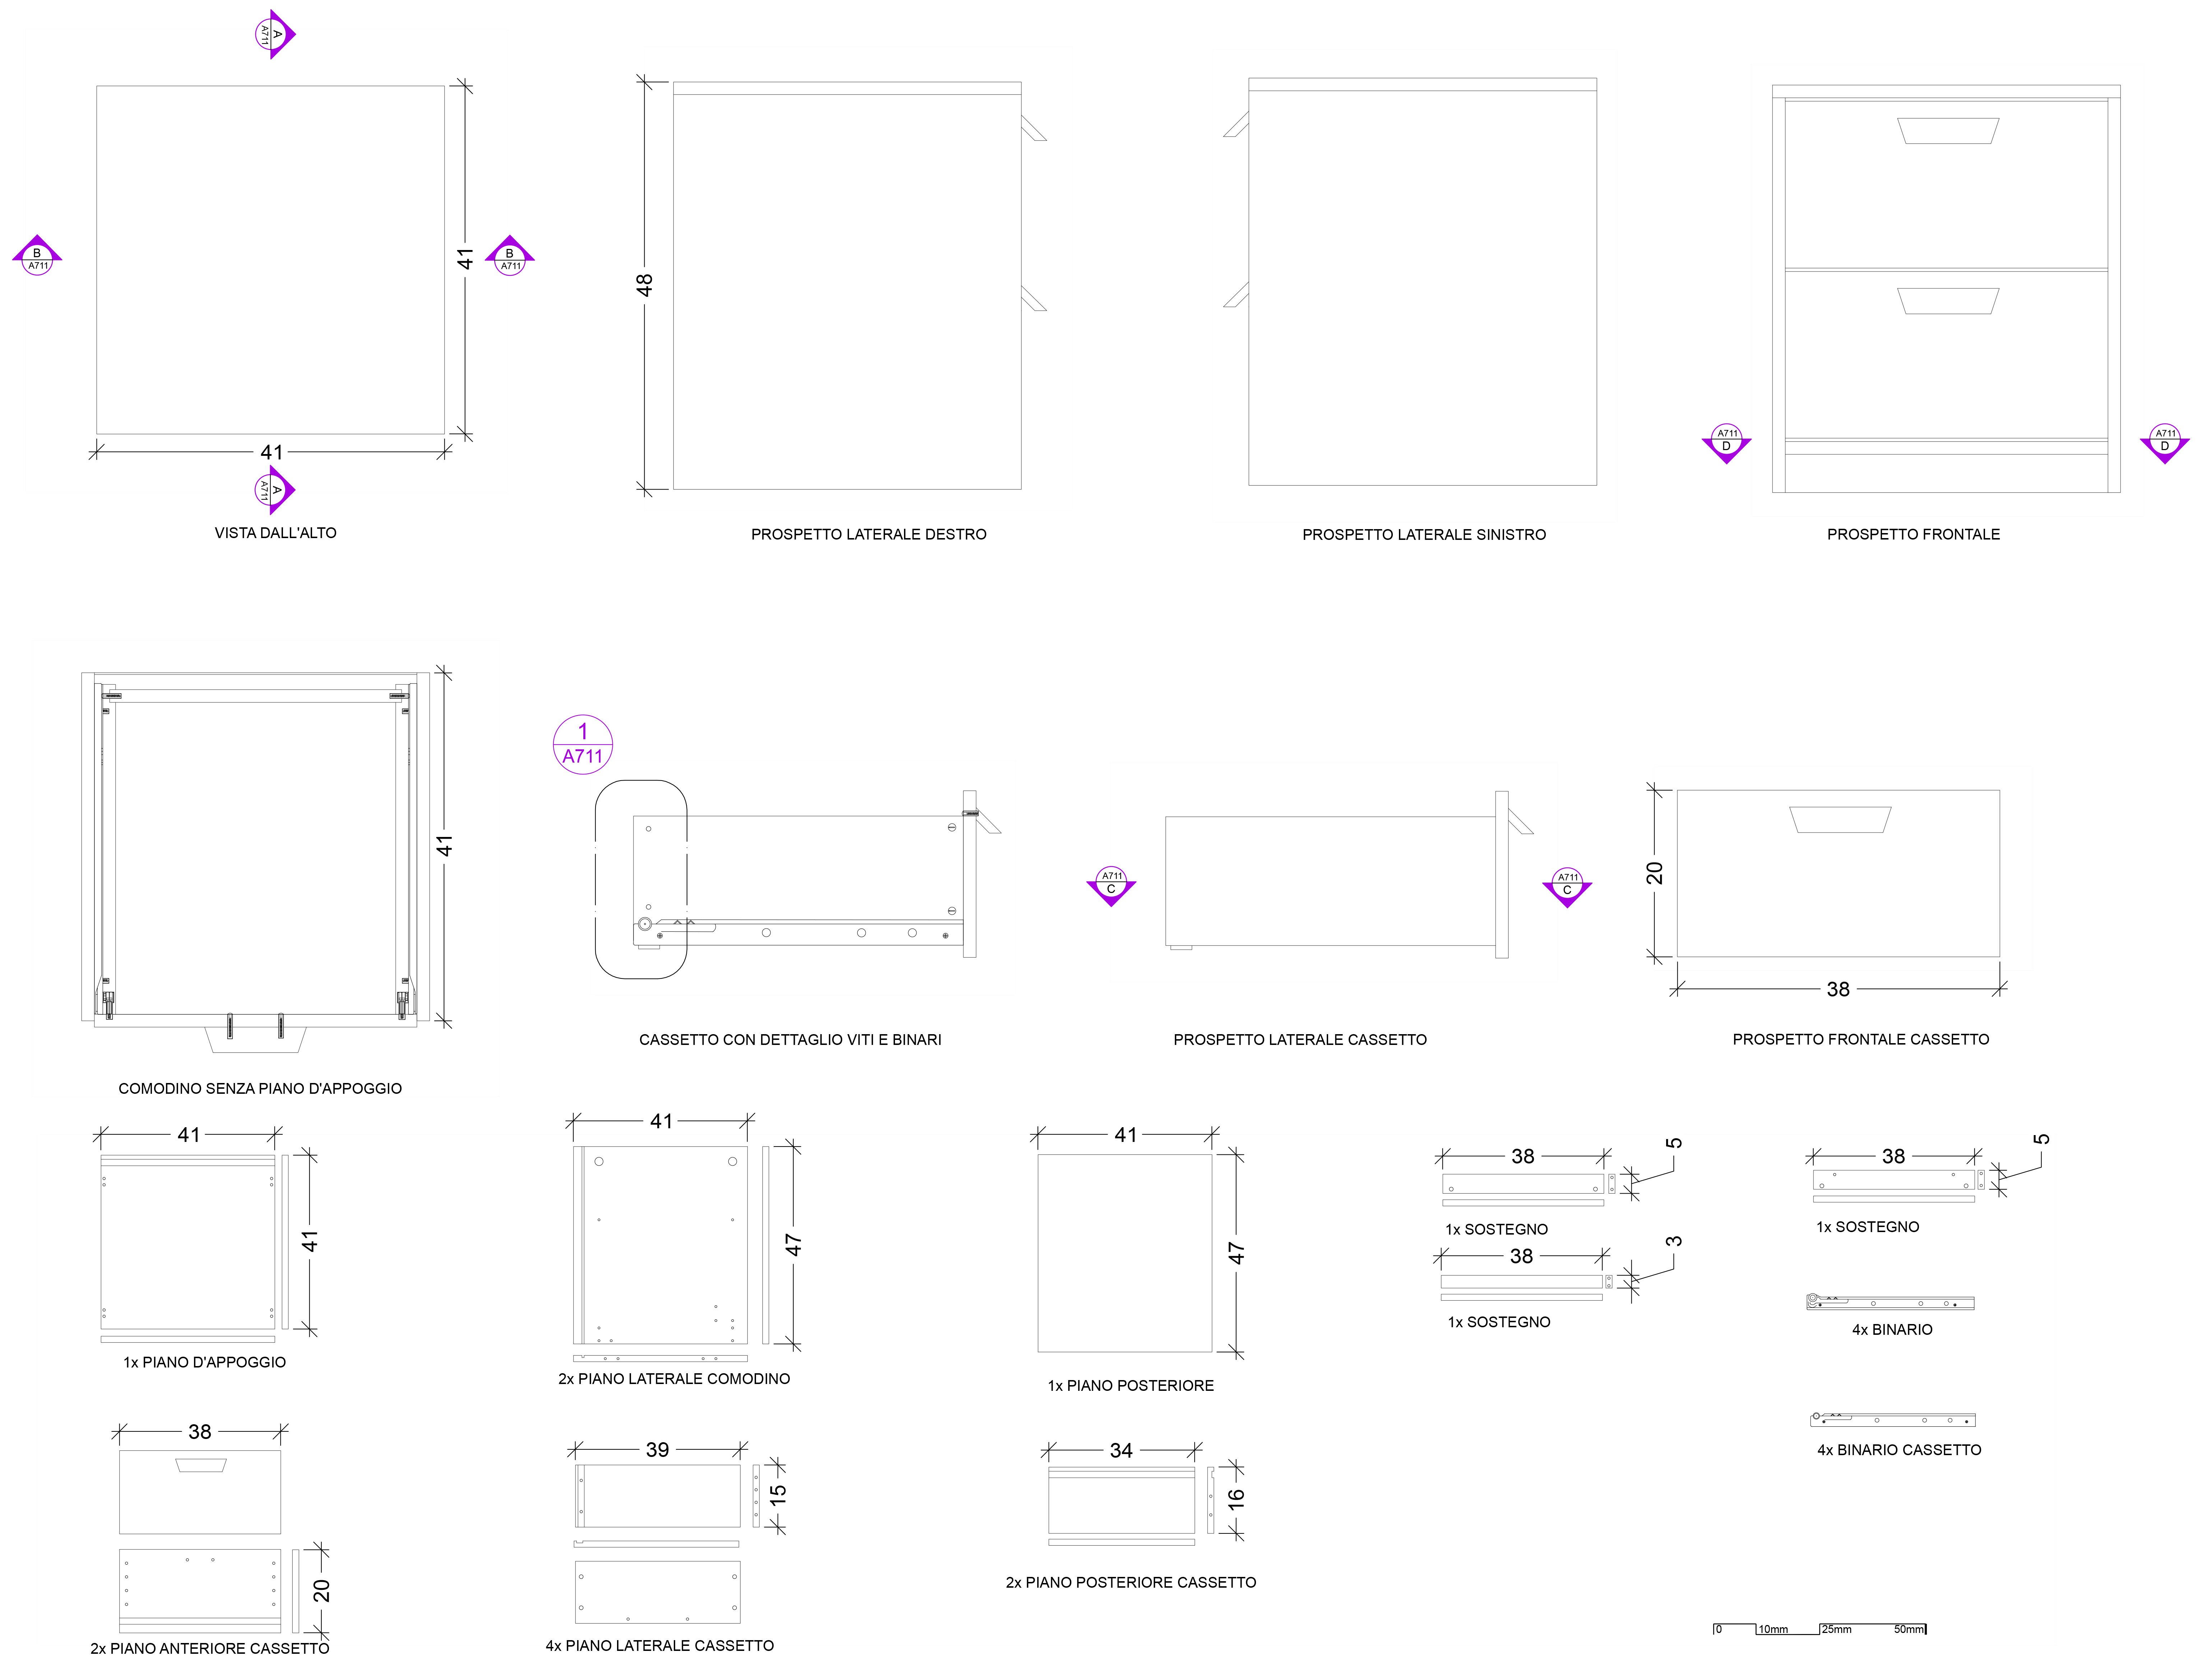 A
A711
41
B
A711
B
A711
41
A
A711
VISTA DALL'ALTO
48
PROSPETTO LATERALE DESTRO
PROSPETTO LATERALE SINISTRO
A711
D
A711
D
PROSPETTO FRONTALE
41
COMODINO SENZA PIANO D'APPOGGIO
1
A711
CASSETTO CON DETTAGLIO VITI E BINARI
A711
C
A711
C
PROSPETTO LATERALE CASSETTO
20
38
PROSPETTO FRONTALE CASSETTO
41
41
1x PIANO D'APPOGGIO
41
47
2x PIANO LATERALE COMODINO
41
47
1x PIANO POSTERIORE
38
5
1x SOSTEGNO
38
3
1x SOSTEGNO
38
5
1x SOSTEGNO
4x BINARIO
4x BINARIO CASSETTO
38
20
2x PIANO ANTERIORE CASSETTO
39
15
4x PIANO LATERALE CASSETTO
34
16
2x PIANO POSTERIORE CASSETTO
0 10mm 25mm 50mm